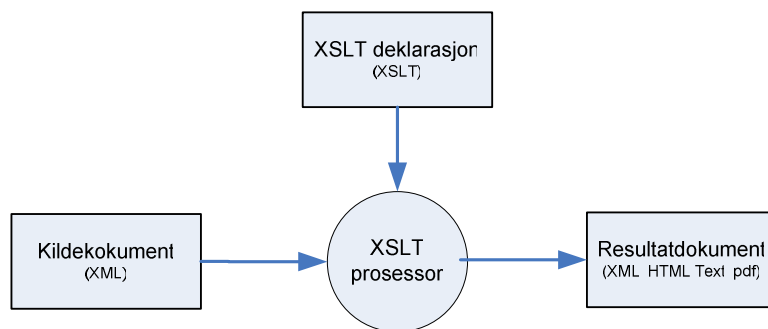 XSLT deklarasjon
(XSLT)
Kildekokument
(XML)
XSLT
prosessor
Resultatdokument
(XML HTML Text pdf)